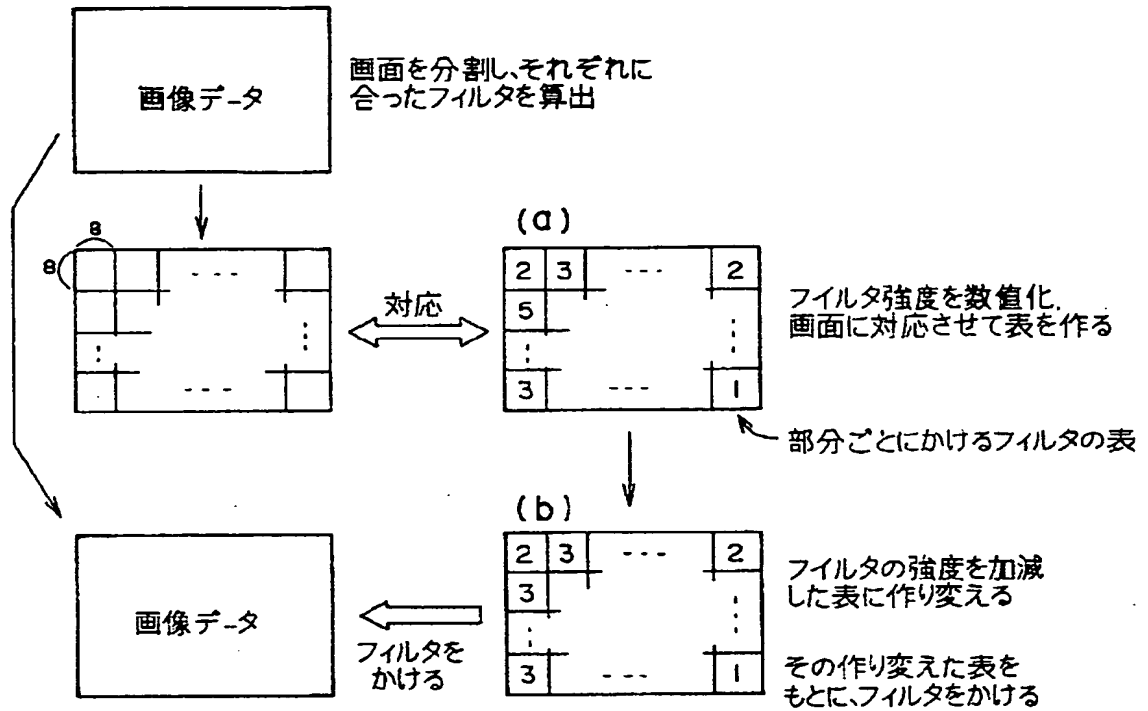 画面を分割し、それぞれに
合ったフィルタを算出
画像データ
(a)
8
8
- - -
2 3 - - - 2
対応
5
フイルタ強度を数値化.
画面に対応させて表を作る
- - -
3 - - - 1
部分ごとにかけるフィルタの表
(b)
2 3 - - - 2
フイルタの強度を加減
した表に作り変える
3
画像データ
フィルタを
かける
3 - - - 1
その作り変えた表を
もとに、フィルタをかける